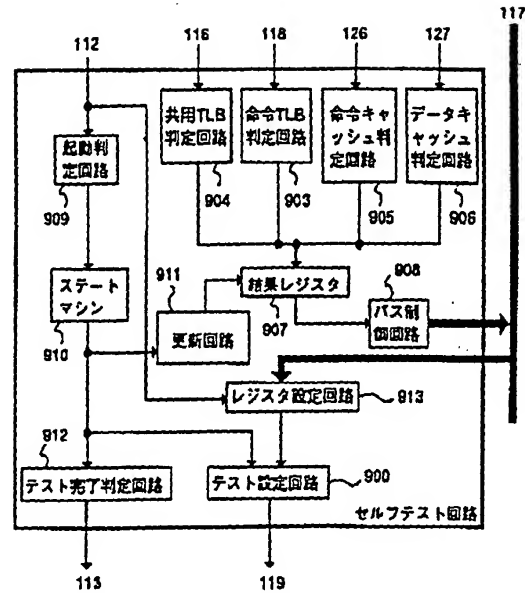 117
112
116
118
126
127
共用TLB
判定回路
命令TLB
判定回路
命令キャ
ッシュ判
定回路
データキ
ャッシュ
判定回路
起動判
定回路
909
904
903
905
906
ステート
マシン
910
911
更新回路
結果レジスタ
907
908
バス制
御回路
レジスタ設定回路
913
912
テスト完了判定回路
テスト設定回路
900
セルフテスト回路
113
119